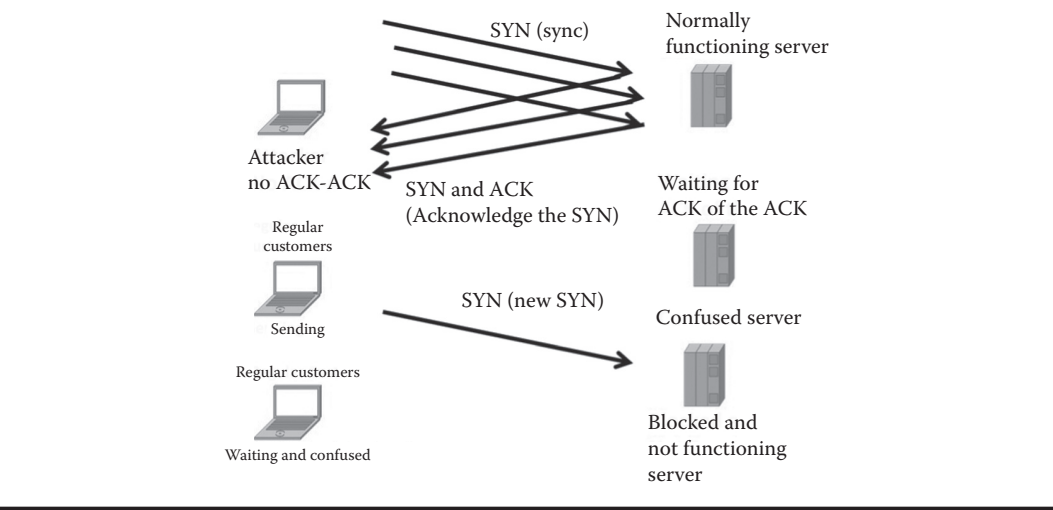 SYN (sync)
Normally
functioning server
Attacker
no ACK-ACK
SYN and ACK
(Acknowledge the SYN)
Waiting for
ACK of the ACK
Regular
customers
Sending
SYN (new SYN)
Confused server
Regular customers
Waiting and confused
Blocked and
not functioning
server